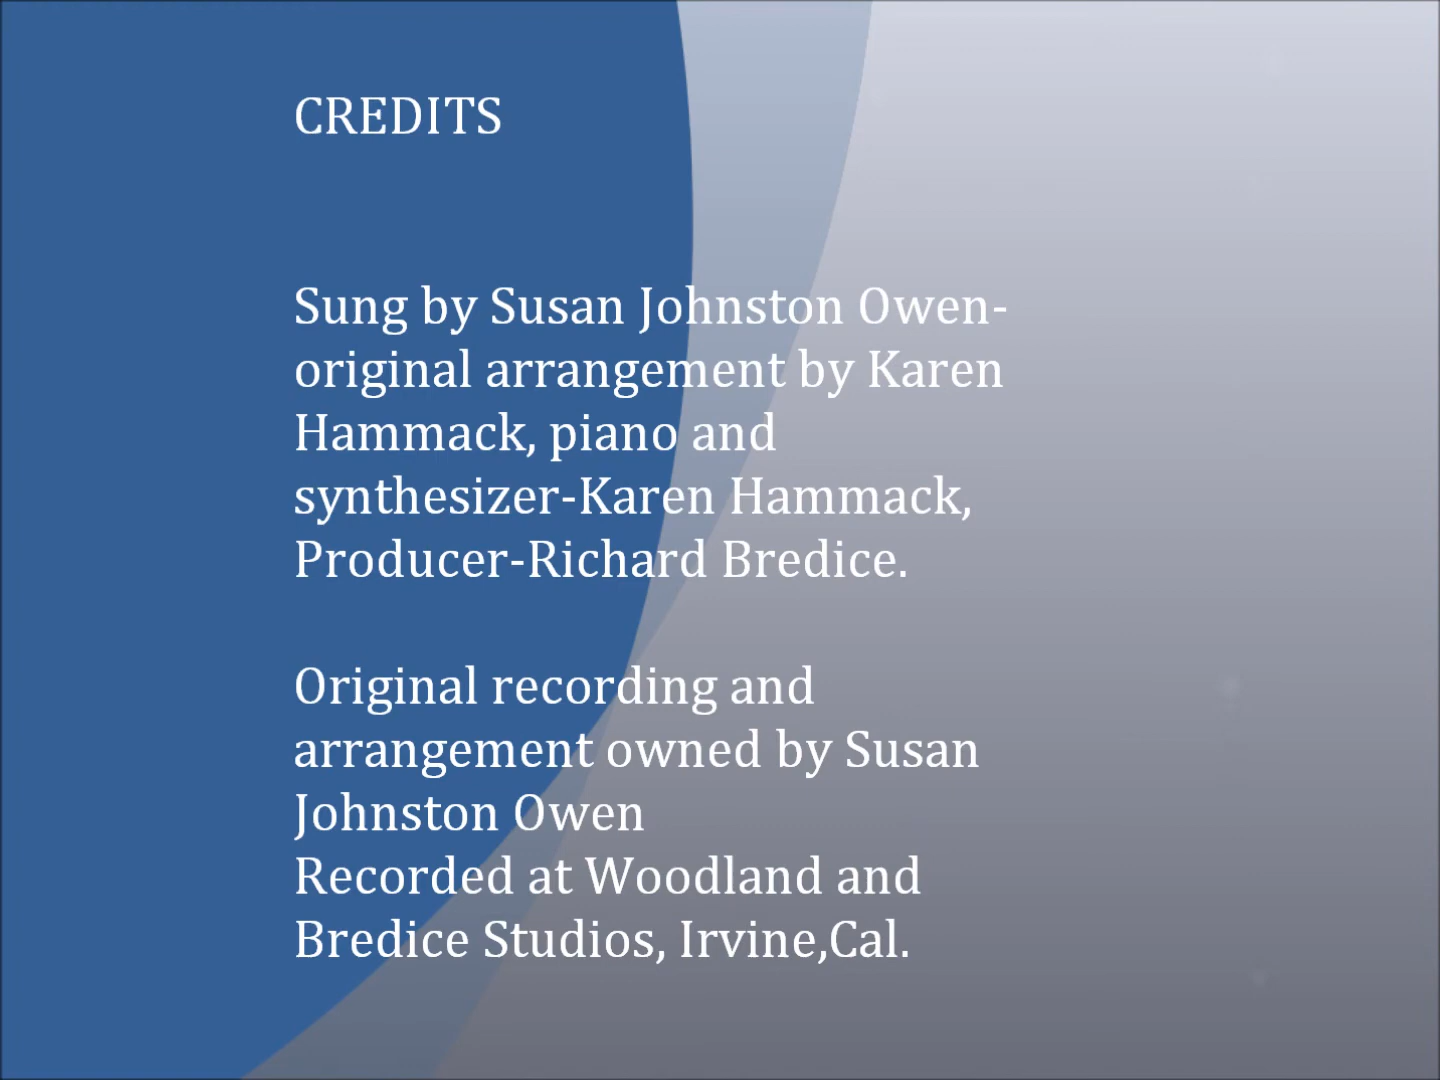 CREDITS
Sung by Susan Johnston Owen-
original arrangement by Karen
Hammack, piano and
synthesizer-Karen Hammack,
Producer-Richard Bredice.
Original recording and
arrangement owned by Susan
Johnston Owen
Recorded at Woodland and
Bredice Studios, Irvine,Cal.